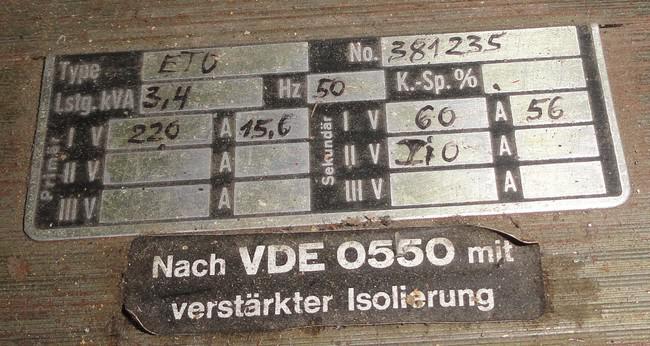 Type ETO No. 381235
Lstg. kVA 3,4 Hz 50 K.-Sp. %
Primär I V 220 A 15,6 Sekundär I V 60 A 56
II V A II V 110 A
III V A III V A
Nach VDE 0550 mit
verstärkter Isolierung